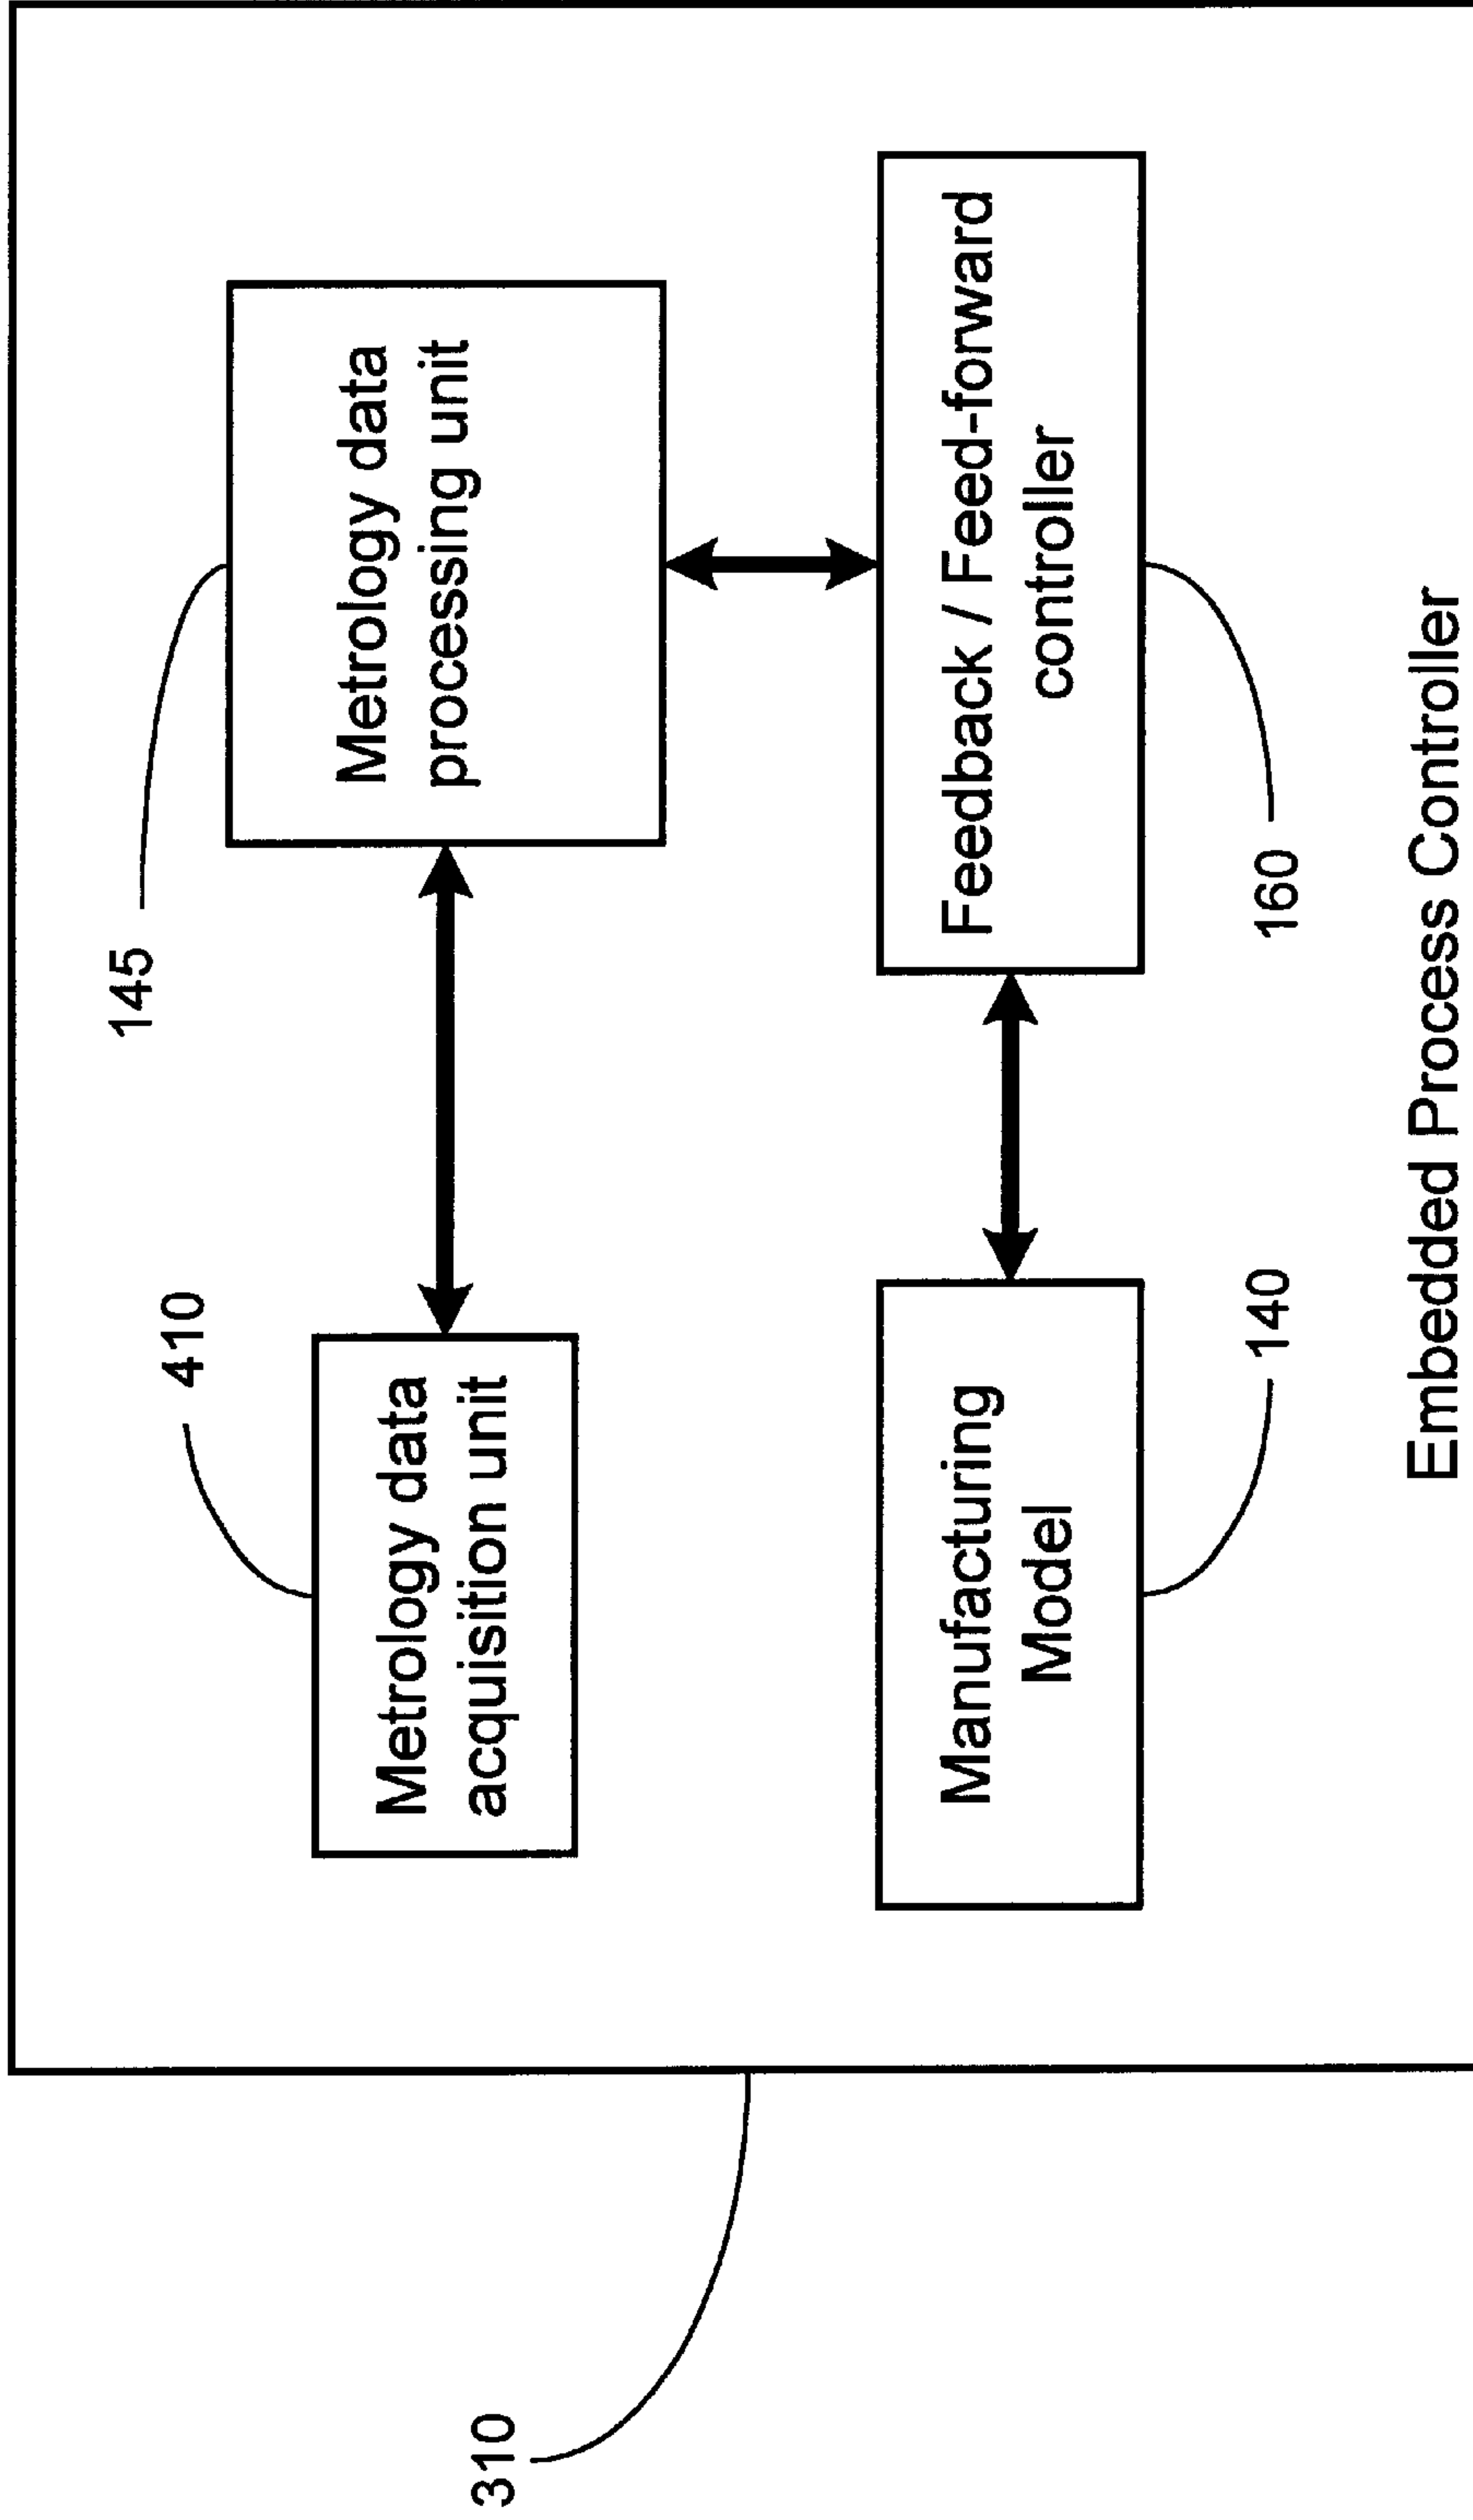 310
410
Metrology data
acquisition unit
145
Metrology data
processing unit
Manufacturing
Model
140
Feedback / Feed-forward
controller
160
Embedded Process Controller